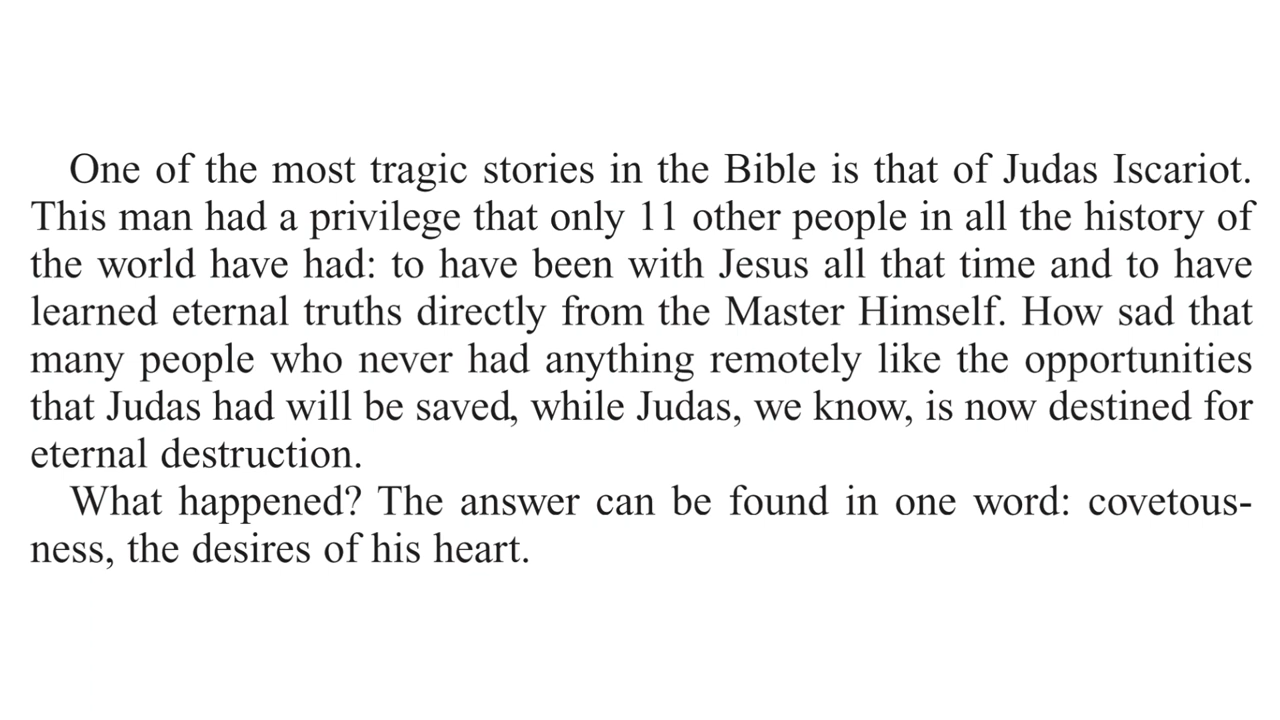 One of the most tragic stories in the Bible is that of Judas Iscariot.
This man had a privilege that only 11 other people in all the history of
the world have had: to have been with Jesus all that time and to have
learned eternal truths directly from the Master Himself. How sad that
many people who never had anything remotely like the opportunities
that Judas had will be saved, while Judas, we know, is now destined for
eternal destruction.
What happened? The answer can be found in one word: covetous-
ness, the desires of his heart.